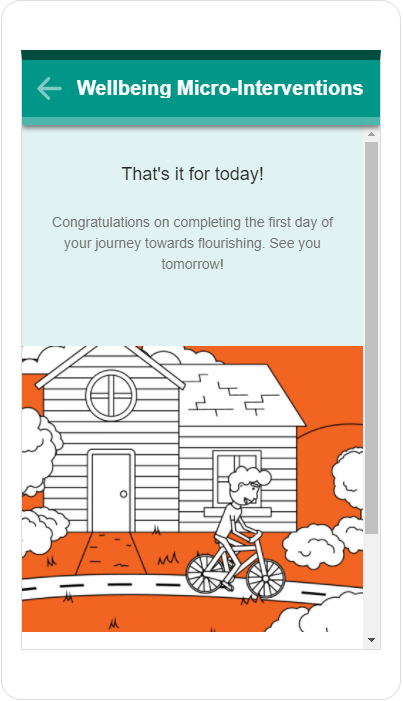 Wellbeing Micro-Interventions
That's it for today!
Congratulations on completing the first day of
your journey towards flourishing. See you
tomorrow!